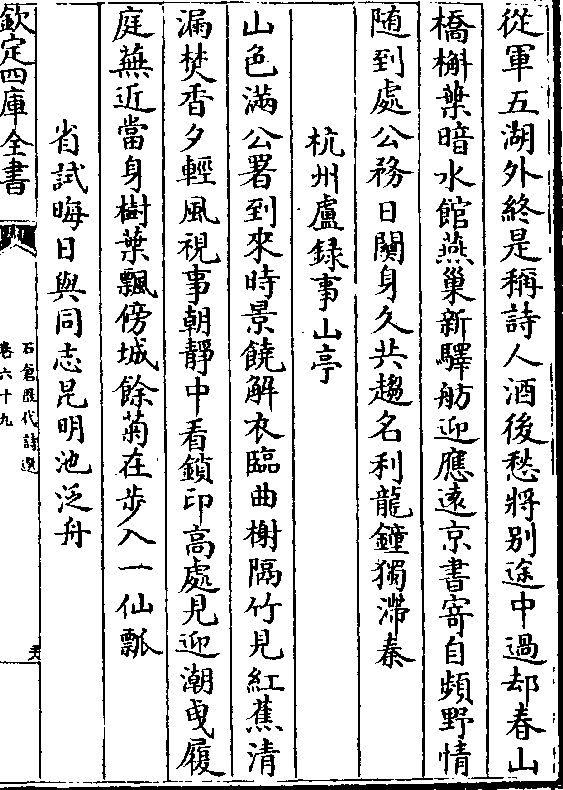 從軍五湖外終是稱詩人酒後愁將别途中過却春山
橋槲葉暗水館燕巢新驛舫迎應遠京書寄自頻野情
随到處公務日關身久共趨名利龍鐘獨滯秦
杭州盧録事山亭
山色滿公署到來時景饒解衣臨曲榭隔竹見紅蕉清
漏焚香夕輕風視事朝靜中看鎖印高處見迎潮曳履
庭蕪近當身樹葉飄傍城餘菊在步入一仙瓢
省試晦日與同志昆明池泛舟
欽定四庫全書
石倉歷代詩選
卷六十九